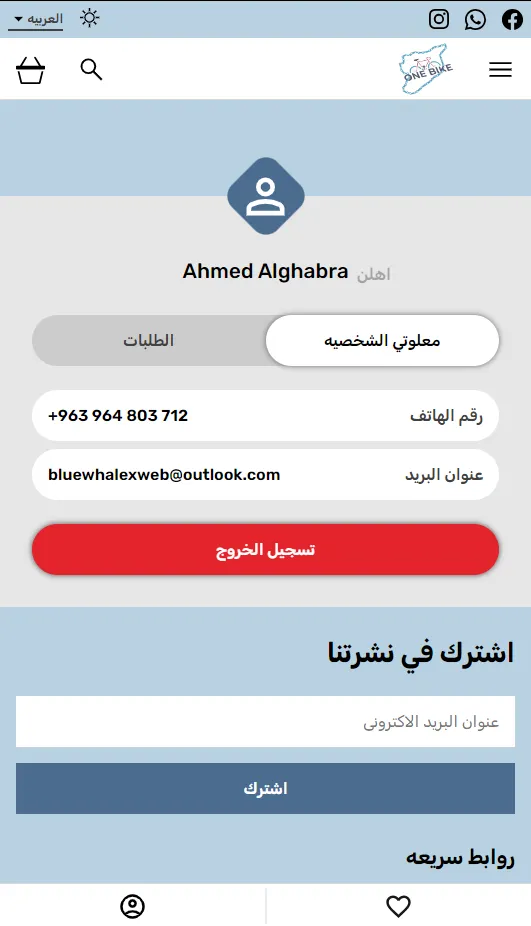 العربيه
ONE BIKE
اهلن Ahmed Alghabra
معلوتي الشخصيه
الطلبات
رقم الهاتف
+963 964 803 712
عنوان البريد
bluewhalexweb@outlook.com
تسجيل الخروج
اشترك في نشرتنا
عنوان البريد الاكتروني
اشترك
روابط سريعه